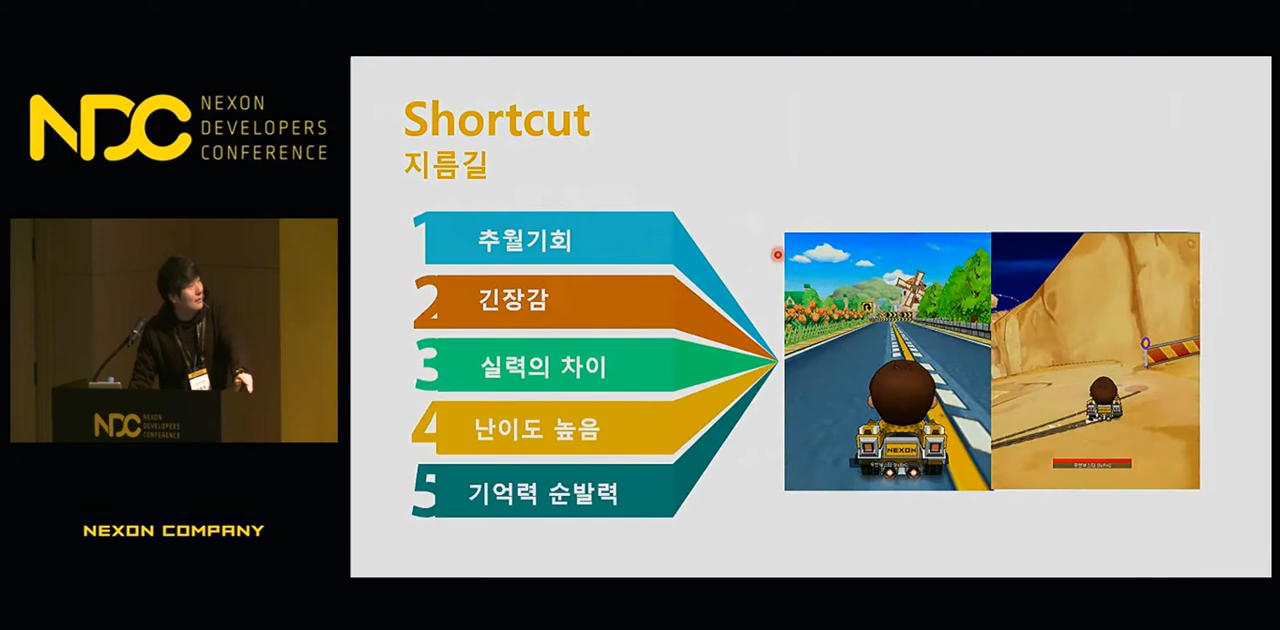 NDC
NEXON
DEVELOPERS
CONFERENCE
Shortcut
지름길
1 추월기회
2 긴장감
3 실력의 차이
4 난이도 높음
5 기억력 순발력
NEXON
NDC
NEXON
DEVELOPERS
CONFERENCE
NEXON COMPANY